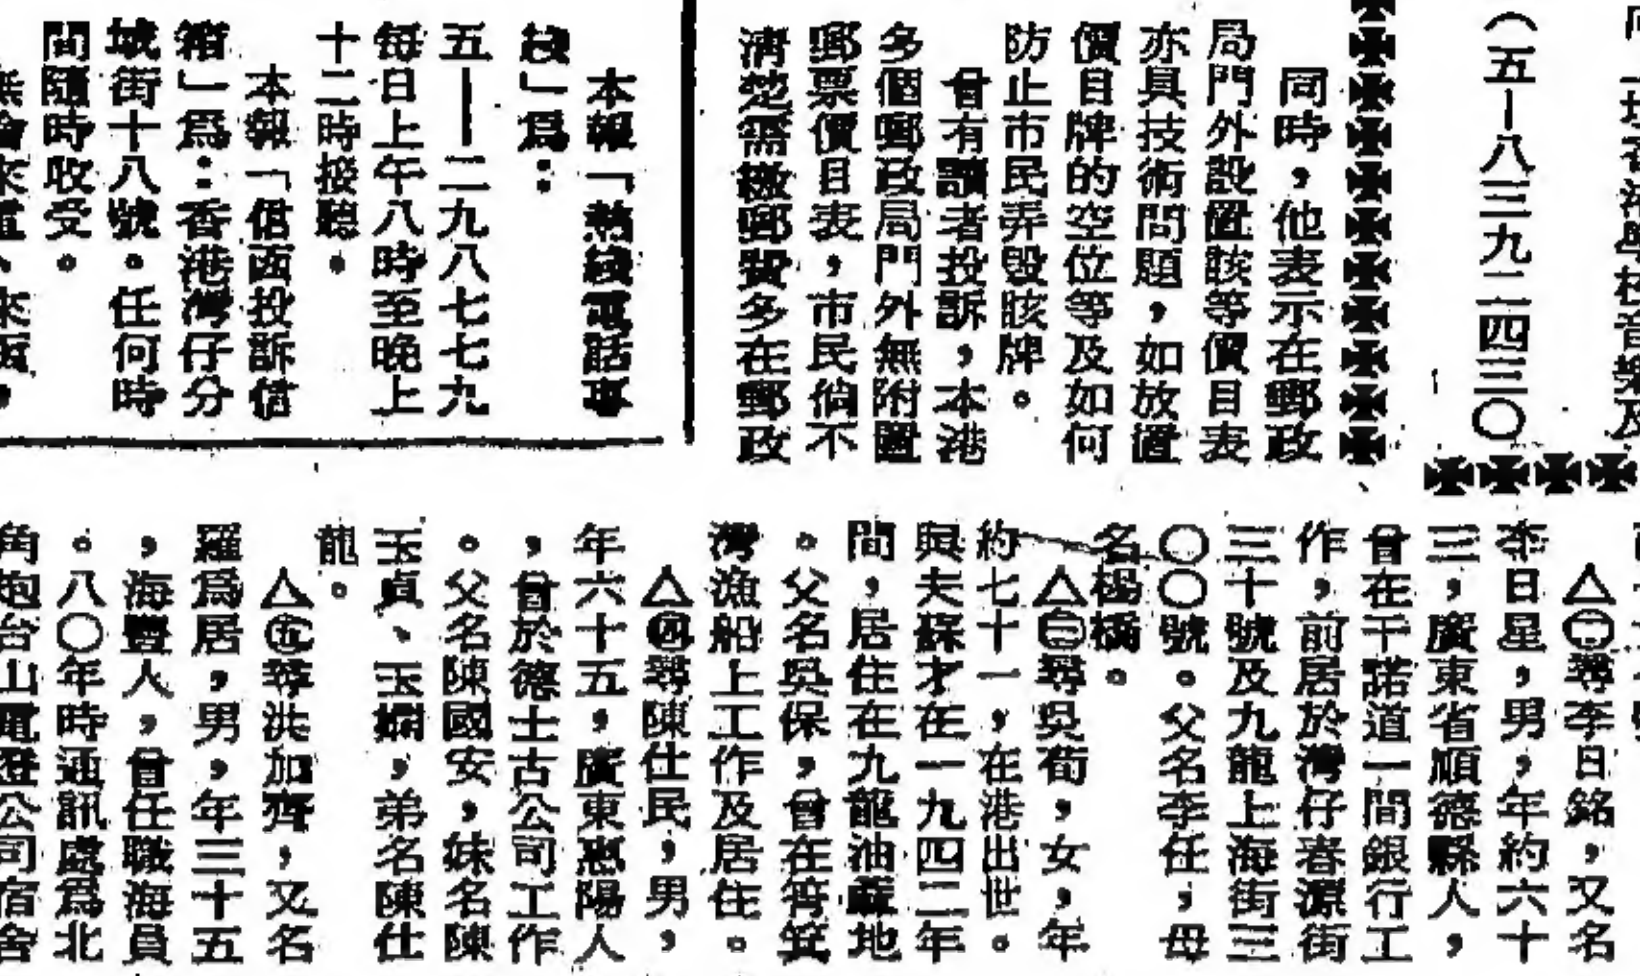 (五—八三九二四三〇
同時,他表示在郵政
局門外設置該等價目表
亦具技術問題,如放置
價目牌的空位等及如何
防止市民弄毀該牌。
曾有讀者投訴,本港
多個郵政局門外無附置
郵票價目表,市民倘不
清楚需繳郵費多在郵政
本報「熱綫電話專
綫」爲:
五——二九八七七九
每日上午八時至晚上
十二時接聽。
本報「信函投訴信
箱」爲:香港灣仔分
域街十八號。任何時
間隨時收受。
△㊁尋李日銘,又名
李日星,男,年約六十
三,廣東省順德縣人,
曾在干諾道一間銀行工
作,前居於灣仔春源街
三十號及九龍上海街三
〇〇號。父名李任,母
名楊橋。
△㊂尋吳荀,女,年
約七十一,在港出世。
與夫蘇才在一九四二年
間,居住在九龍油蔴地
。父名吳保,曾在筲箕
灣漁船上工作及居住。
△㊃尋陳仕民,男,
年六十五,廣東惠陽人
,曾於德士古公司工作
。父名陳國安,妹名陳
玉貞、玉嫻,弟名陳仕
龍。
△㊄尋洪加齊,又名
羅爲居,男,年三十五
,海豐人,曾任職海員
。八〇年時通訊處爲北
角炮台山電燈公司宿舍